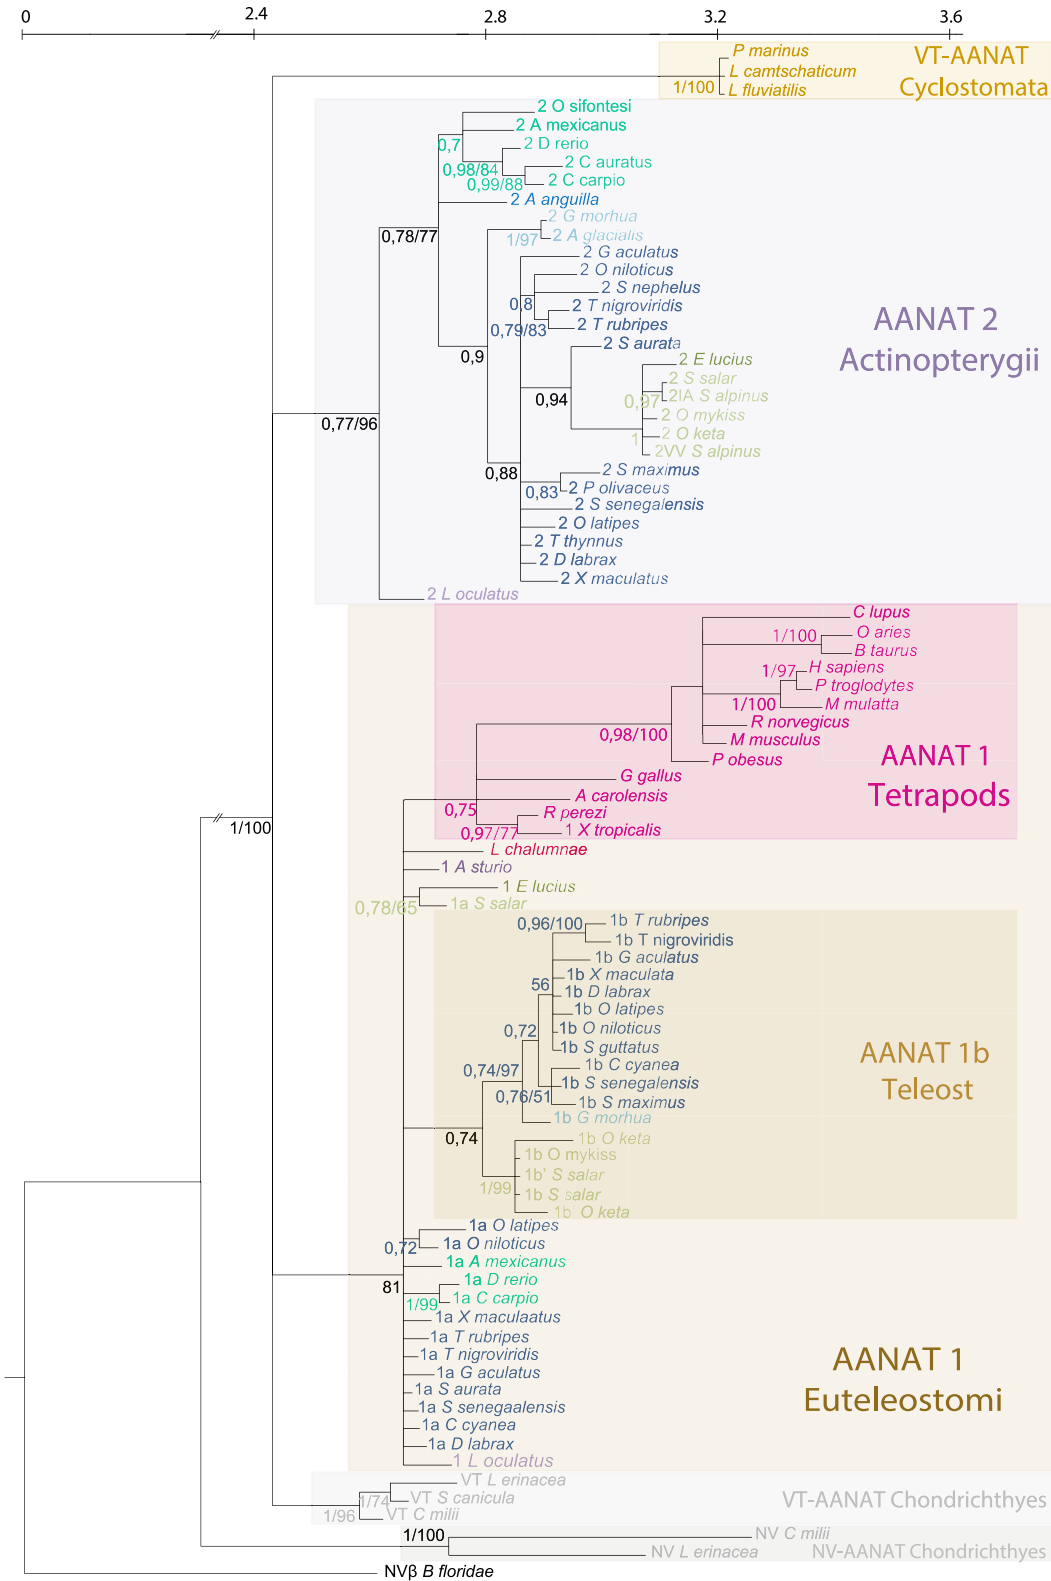 0 2.4 2.8 3.2 3.6
P marinus
L camtschaticum
L fluviatilis
1/100
VT-AANAT
Cyclostomata
2 O sifontesi
2 A mexicanus
0,7
2 D rerio
0,98/84
2 C auratus
0,99/88
2 C carpio
2 A anguilla
2 G morhua
0,78/77
1/97
2 A glacialis
2 G aculatus
2 O niloticus
2 S nephelus
0,8
2 T nigroviridis
0,79/83
2 T rubripes
AANAT 2
Actinopterygii
2 S aurata
0,9
2 E lucius
2 S salar
0,94
0,97
2IA S alpinus
2 O mykiss
0,77/96
2 O keta
1
2VV S alpinus
0,88
2 S maximus
0,83
2 P olivaceus
2 S senegalensis
2 O latipes
2 T thynnus
2 D labrax
2 X maculatus
2 L oculatus
C lupus
1/100
O aries
B taurus
1/97
H sapiens
P troglodytes
1/100
M mulatta
R norvegicus
0,98/100
M musculus
P obesus
AANAT 1
Tetrapods
G gallus
A carolensis
0,75
R perezi
1/100
0,97/77
1 X tropicalis
L chalumnae
1 A sturio
1 E lucius
0,78/65
1a S salar
0,96/100
1b T rubripes
1b T nigroviridis
1b G aculatus
1b X maculata
56
1b D labrax
1b O latipes
0,72
1b O niloticus
1b S guttatus
AANAT 1b
Teleost
0,74/97
1b C cyanea
1b S senegalensis
0,76/51
1b S maximus
1b G morhua
0,74
1b O keta
1b O mykiss
1b' S salar
1/99
1b S salar
1b' O keta
1a O latipes
0,72
1a O niloticus
1a A mexicanus
81
1a D rerio
1/99
1a C carpio
1a X maculaatus
1a T rubripes
1a T nigroviridis
1a G aculatus
AANAT 1
Euteleostomi
1a S aurata
1a S senegaalensis
1a C cyanea
1a D labrax
1 L oculatus
VT L erinacea
1/74
VT S canicula
1/96
VT C milii
VT-AANAT Chondrichthyes
1/100
NV C milii
NV L erinacea
NV-AANAT Chondrichthyes
NVβ B floridae